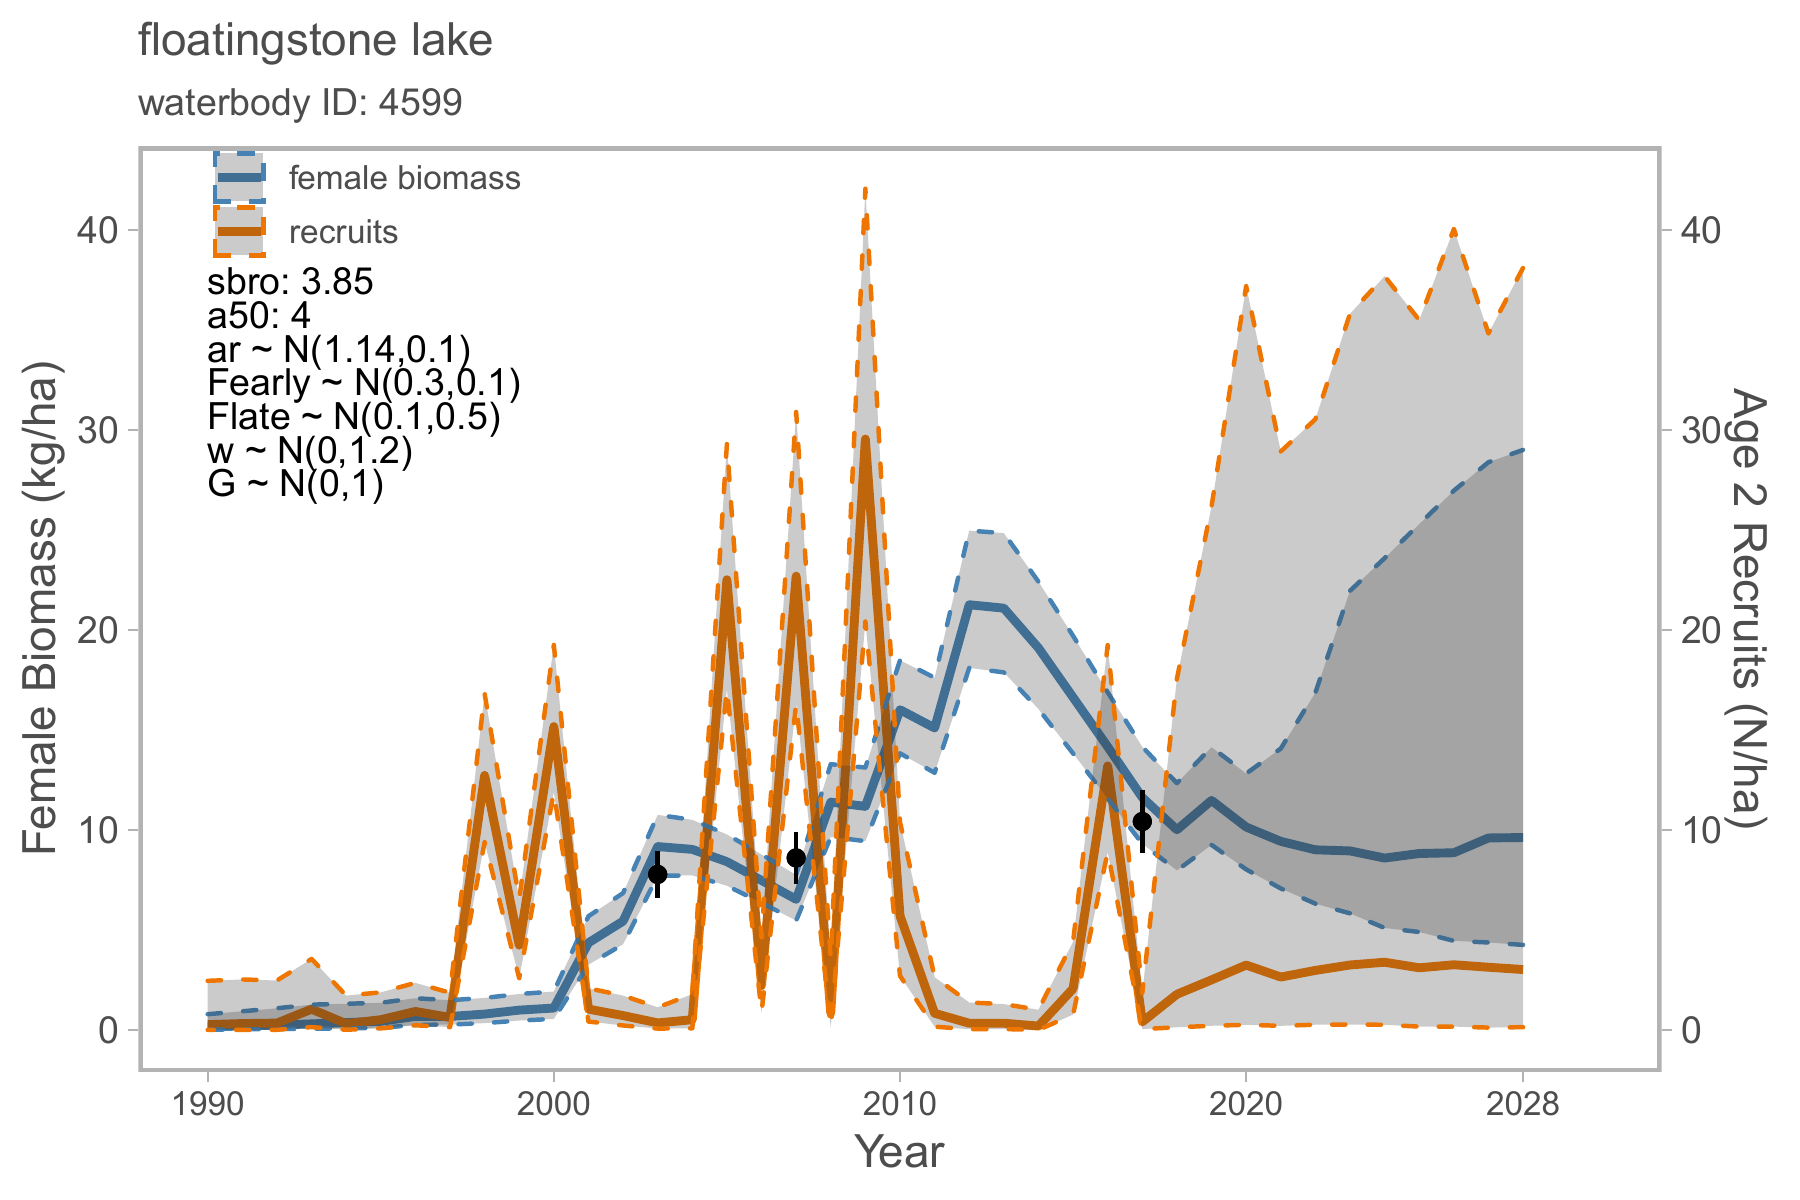 floatingstone lake
waterbody ID: 4599
female biomass
recruits
sbro: 3.85
a50: 4
ar ~ N(1.14,0.1)
Fearly ~ N(0.3,0.1)
Flate ~ N(0.1,0.5)
w ~ N(0,1.2)
G ~ N(0,1)
Female Biomass (kg/ha)
40
30
20
10
0
40
30
20
10
0
Age 2 Recruits (N/ha)
1990
2000
2010
2020
2028
Year